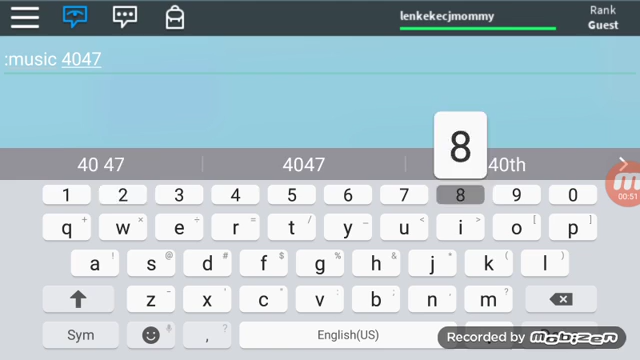 lenkekecjmommy
Rank
Guest
:music 4047
8
40 47
4047
40th
00:51
1 2 3 4 5 6 7 8 9 0
q + w × e ÷ r = t / y _ u < i > o [ p ]
a ! s @ d # f $ g % h & j * k ( l )
z - x ' c " v : b ; n , m ?
Sym , ? English(US)
Recorded by mobizen